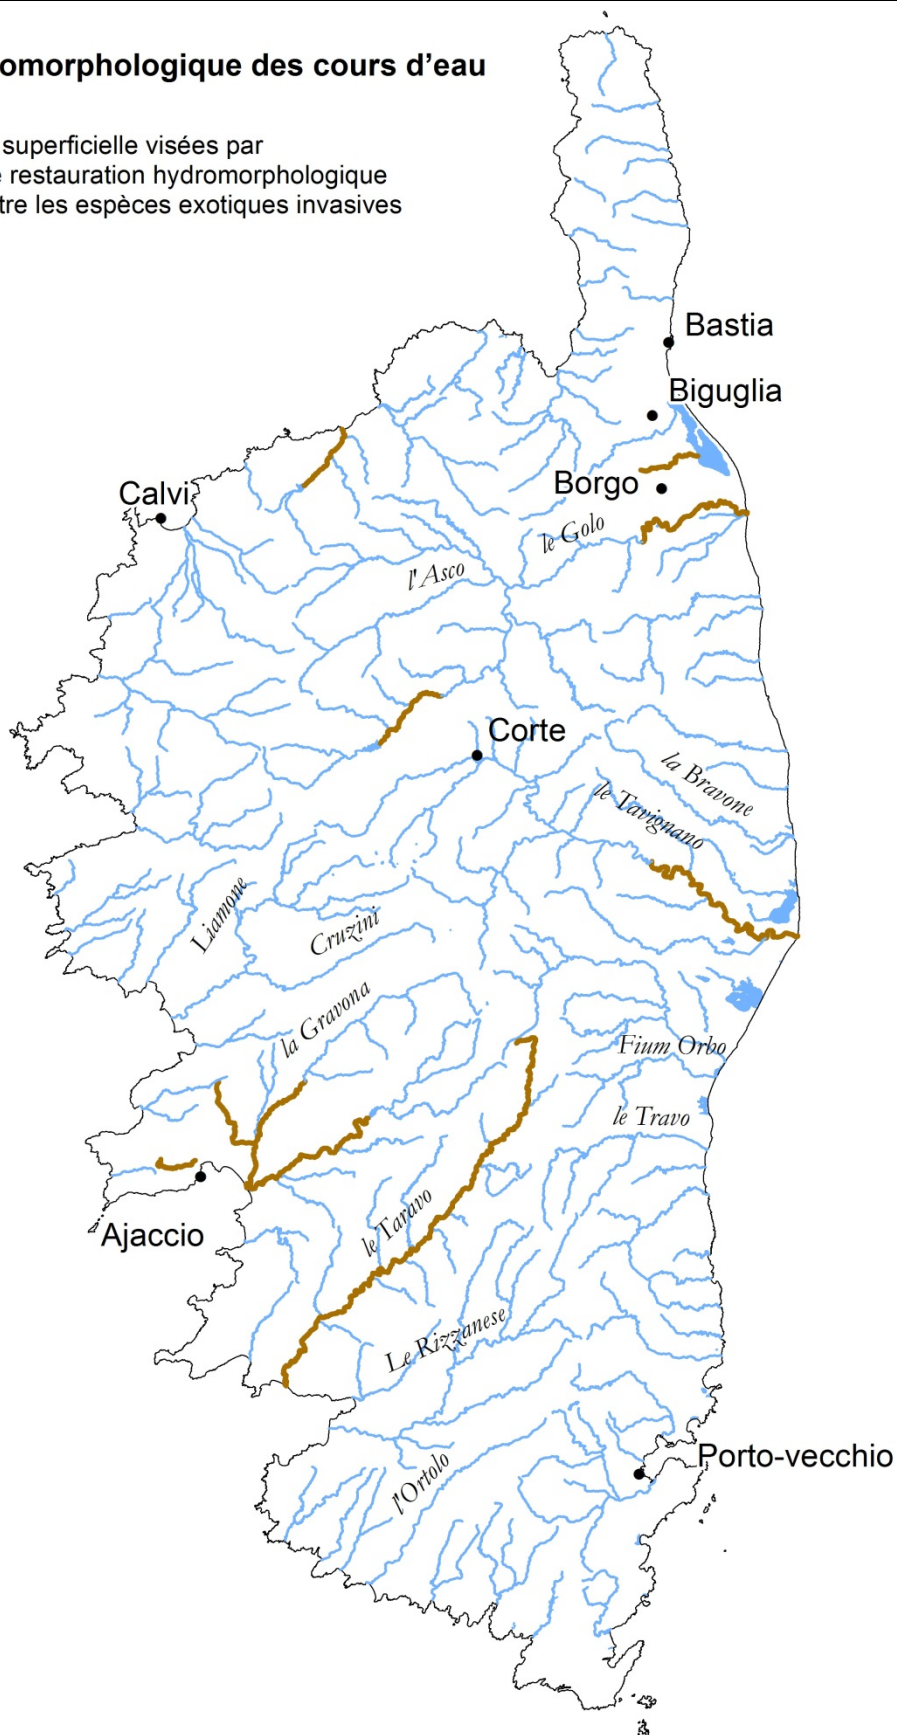 omorphologique des cours d'eau
superficielle visées par
e restauration hydromorphologique
tre les espèces exotiques invasives
Bastia
Biguglia
Borgo
Calvi
le Golo
l'Asco
Corte
la Bravone
le Tavignano
Liamone
Cruzini
la Gravona
Fium Orbo
le Travo
le Taravo
Ajaccio
Le Rizzanese
Porto-vecchio
l'Ortolo